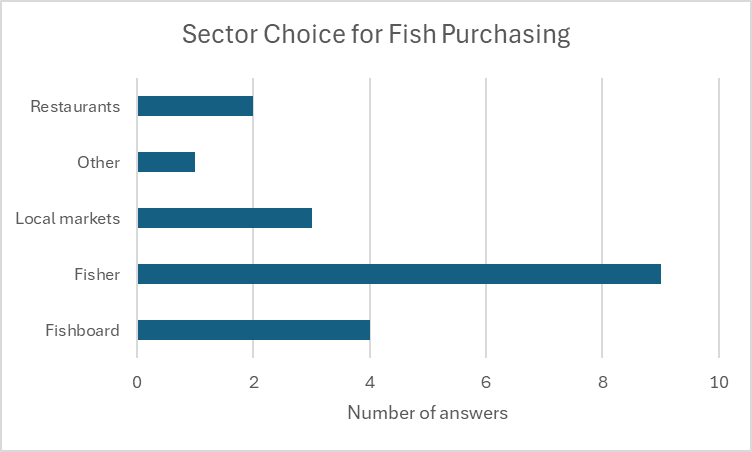 Sector Choice for Fish Purchasing
Restaurants
Other
Local markets
Fisher
Fishboard
0 2 4 6 8 10
Number of answers